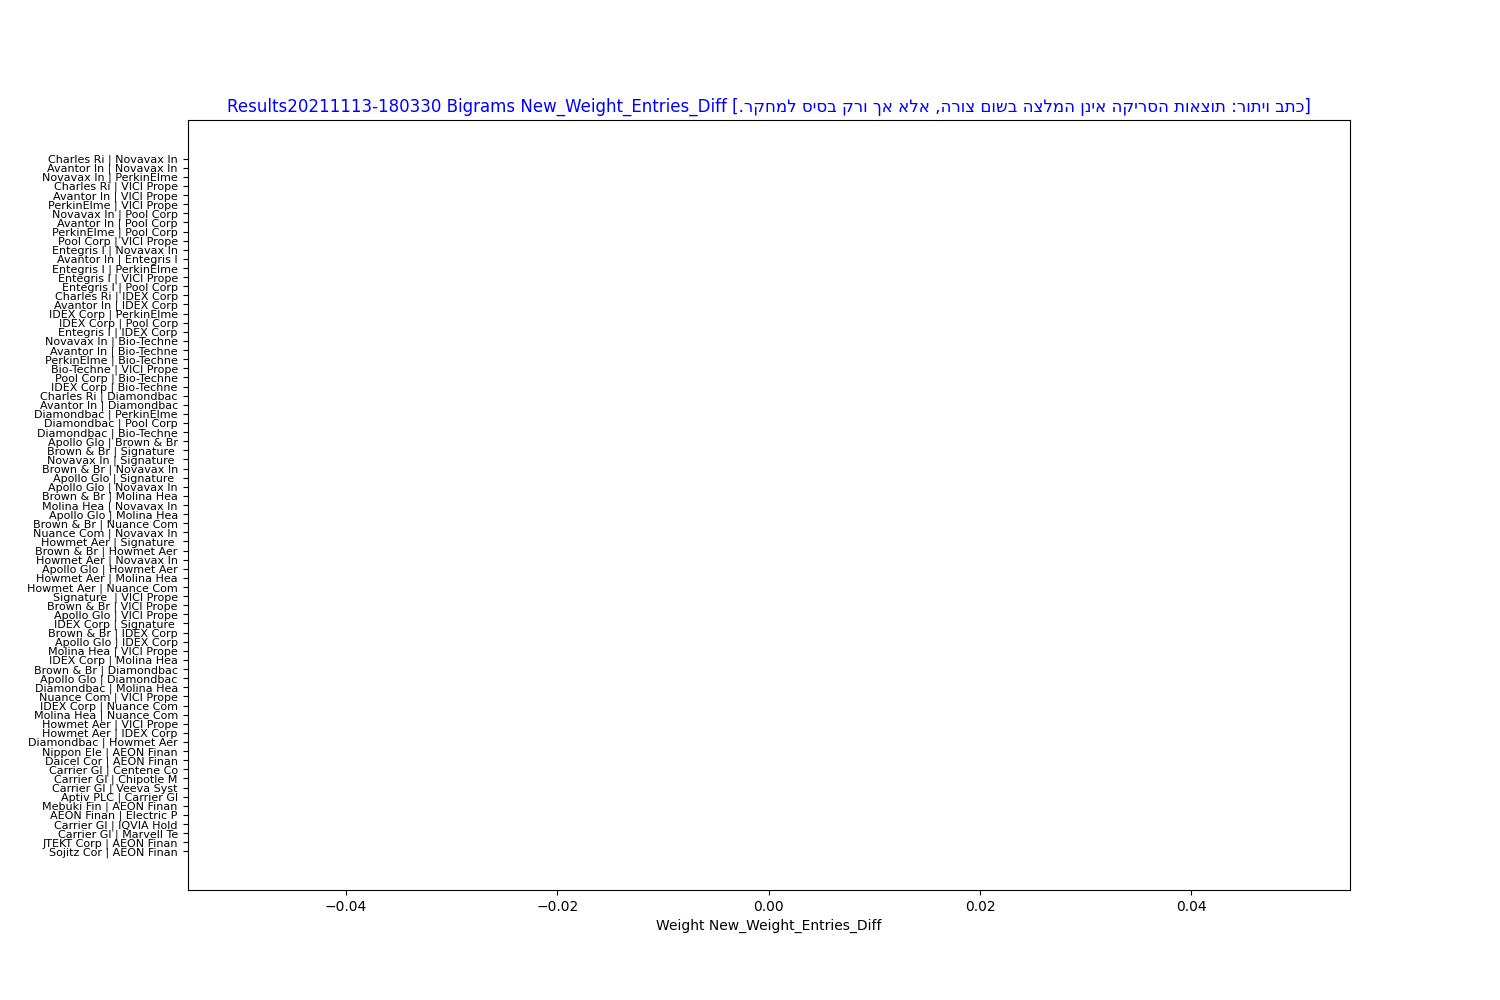 Results20211113-180330 Bigrams New_Weight_Entries_Diff [כתב ויתור: תוצאות הסריקה אינן המלצה בשום צורה, אלא אך ורק בסיס למחקר.]
Charles Ri | Novavax In
Avantor In | Novavax In
Novavax In | PerkinElme
Charles Ri | VICI Prope
Avantor In | VICI Prope
PerkinElme | VICI Prope
Novavax In | Pool Corp
Avantor In | Pool Corp
PerkinElme | Pool Corp
Pool Corp | VICI Prope
Entegris I | Novavax In
Avantor In | Entegris I
Entegris I | PerkinElme
Entegris I | VICI Prope
Entegris I | Pool Corp
Charles Ri | IDEX Corp
Avantor In | IDEX Corp
IDEX Corp | PerkinElme
IDEX Corp | Pool Corp
Entegris I | IDEX Corp
Novavax In | Bio-Techne
Avantor In | Bio-Techne
PerkinElme | Bio-Techne
Bio-Techne | VICI Prope
Pool Corp | Bio-Techne
IDEX Corp | Bio-Techne
Charles Ri | Diamondbac
Avantor In | Diamondbac
Diamondbac | PerkinElme
Diamondbac | Pool Corp
Diamondbac | Bio-Techne
Apollo Glo | Brown & Br
Brown & Br | Signature
Novavax In | Signature
Brown & Br | Novavax In
Apollo Glo | Signature
Apollo Glo | Novavax In
Brown & Br | Molina Hea
Molina Hea | Novavax In
Apollo Glo | Molina Hea
Brown & Br | Nuance Com
Nuance Com | Novavax In
Howmet Aer | Signature
Brown & Br | Howmet Aer
Howmet Aer | Novavax In
Apollo Glo | Howmet Aer
Howmet Aer | Molina Hea
Howmet Aer | Nuance Com
Signature | VICI Prope
Brown & Br | VICI Prope
Apollo Glo | VICI Prope
IDEX Corp | Signature
Brown & Br | IDEX Corp
Apollo Glo | IDEX Corp
Molina Hea | VICI Prope
IDEX Corp | Molina Hea
Brown & Br | Diamondbac
Apollo Glo | Diamondbac
Diamondbac | Molina Hea
Nuance Com | VICI Prope
IDEX Corp | Nuance Com
Molina Hea | Nuance Com
Howmet Aer | VICI Prope
Howmet Aer | IDEX Corp
Diamondbac | Howmet Aer
Nippon Ele | AEON Finan
Daicel Cor | AEON Finan
Carrier Gl | Centene Co
Carrier Gl | Chipotle M
Carrier Gl | Veeva Syst
Aptiv PLC | Carrier Gl
Mebuki Fin | AEON Finan
AEON Finan | Electric P
Carrier Gl | IQVIA Hold
Carrier Gl | Marvell Te
JTEKT Corp | AEON Finan
Sojitz Cor | AEON Finan
−0.04 −0.02 0.00 0.02 0.04
Weight New_Weight_Entries_Diff